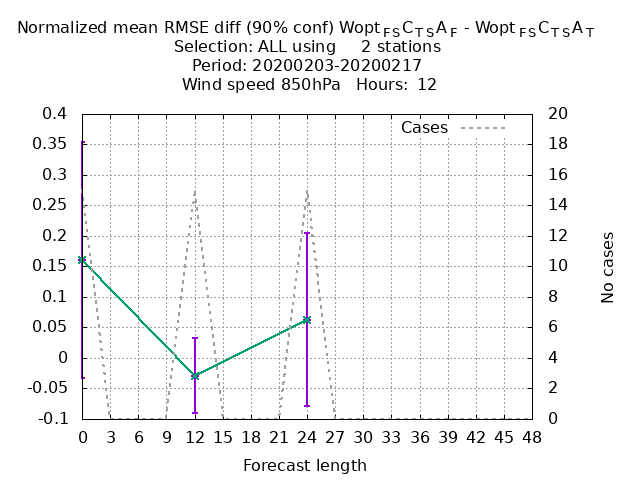 Normalized mean RMSE diff (90% conf) Wopt FS C TS A F - Wopt FS C TS A T
Selection: ALL using 2 stations
Period: 20200203-20200217
Wind speed 850hPa Hours: 12
Cases
0.4
0.35
0.3
0.25
0.2
0.15
0.1
0.05
0
-0.05
-0.1
20
18
16
14
12
10
8
6
4
2
0
No cases
0 3 6 9 12 15 18 21 24 27 30 33 36 39 42 45 48
Forecast length